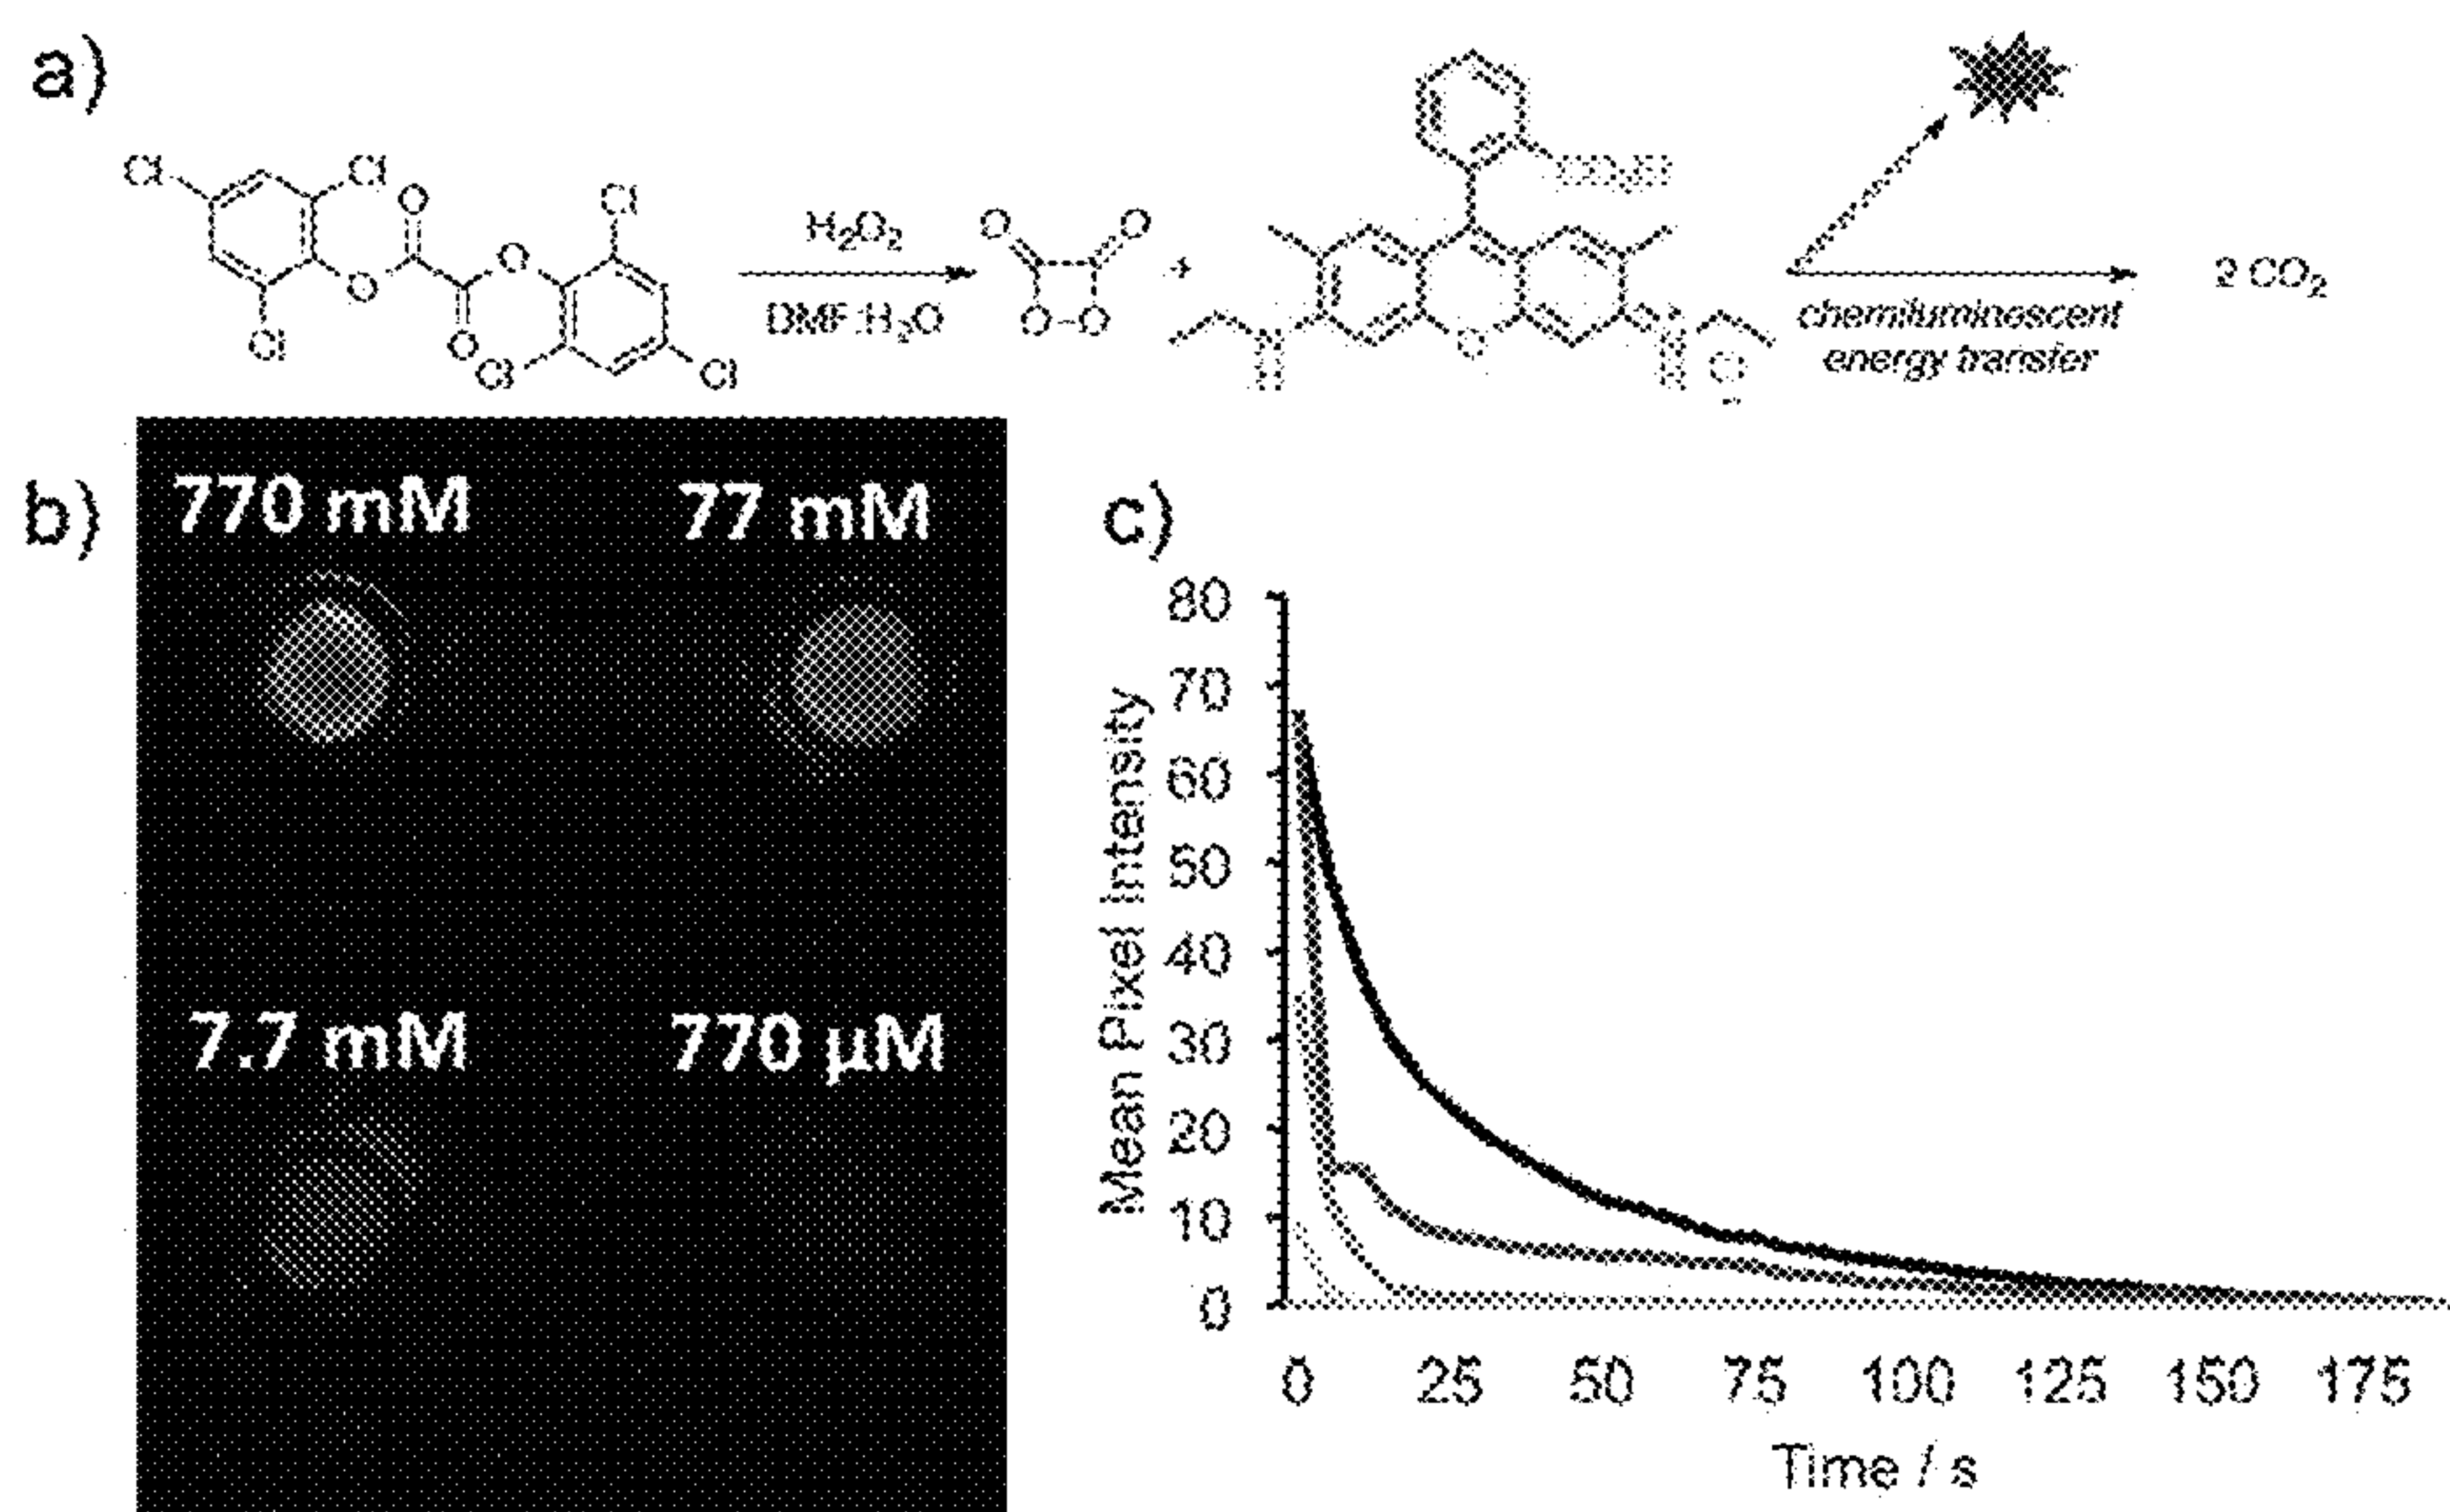 a)
Cl
Cl
O
Cl
O
O
O
Cl
Cl
Cl
H₂O₂
DMF:H₂O
O
O
O-O
+
O
N
H
N
H
Cl
-
chemiluminescent
energy transfer
2 CO₂
b)
770 mM
77 mM
7.7 mM
770 µM
c)
Mean Pixel Intensity
80
70
60
50
40
30
20
10
0
0 25 50 75 100 125 150 175
Time / s